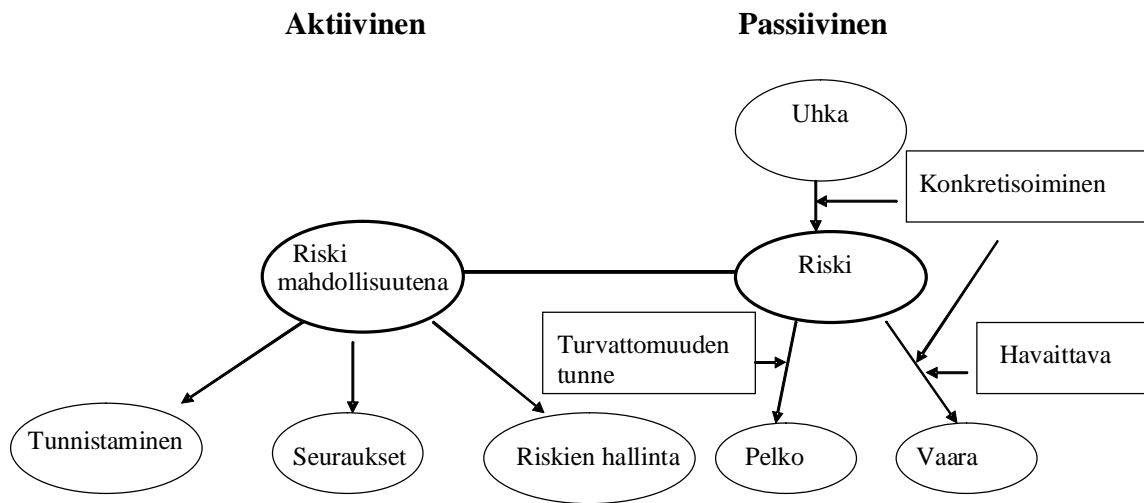 Aktiivinen
Passiivinen
Uhka
Konkretisoiminen
Riski
mahdollisuutena
Riski
Turvattomuuden
tunne
Havaittava
Tunnistaminen
Seuraukset
Riskien hallinta
Pelko
Vaara